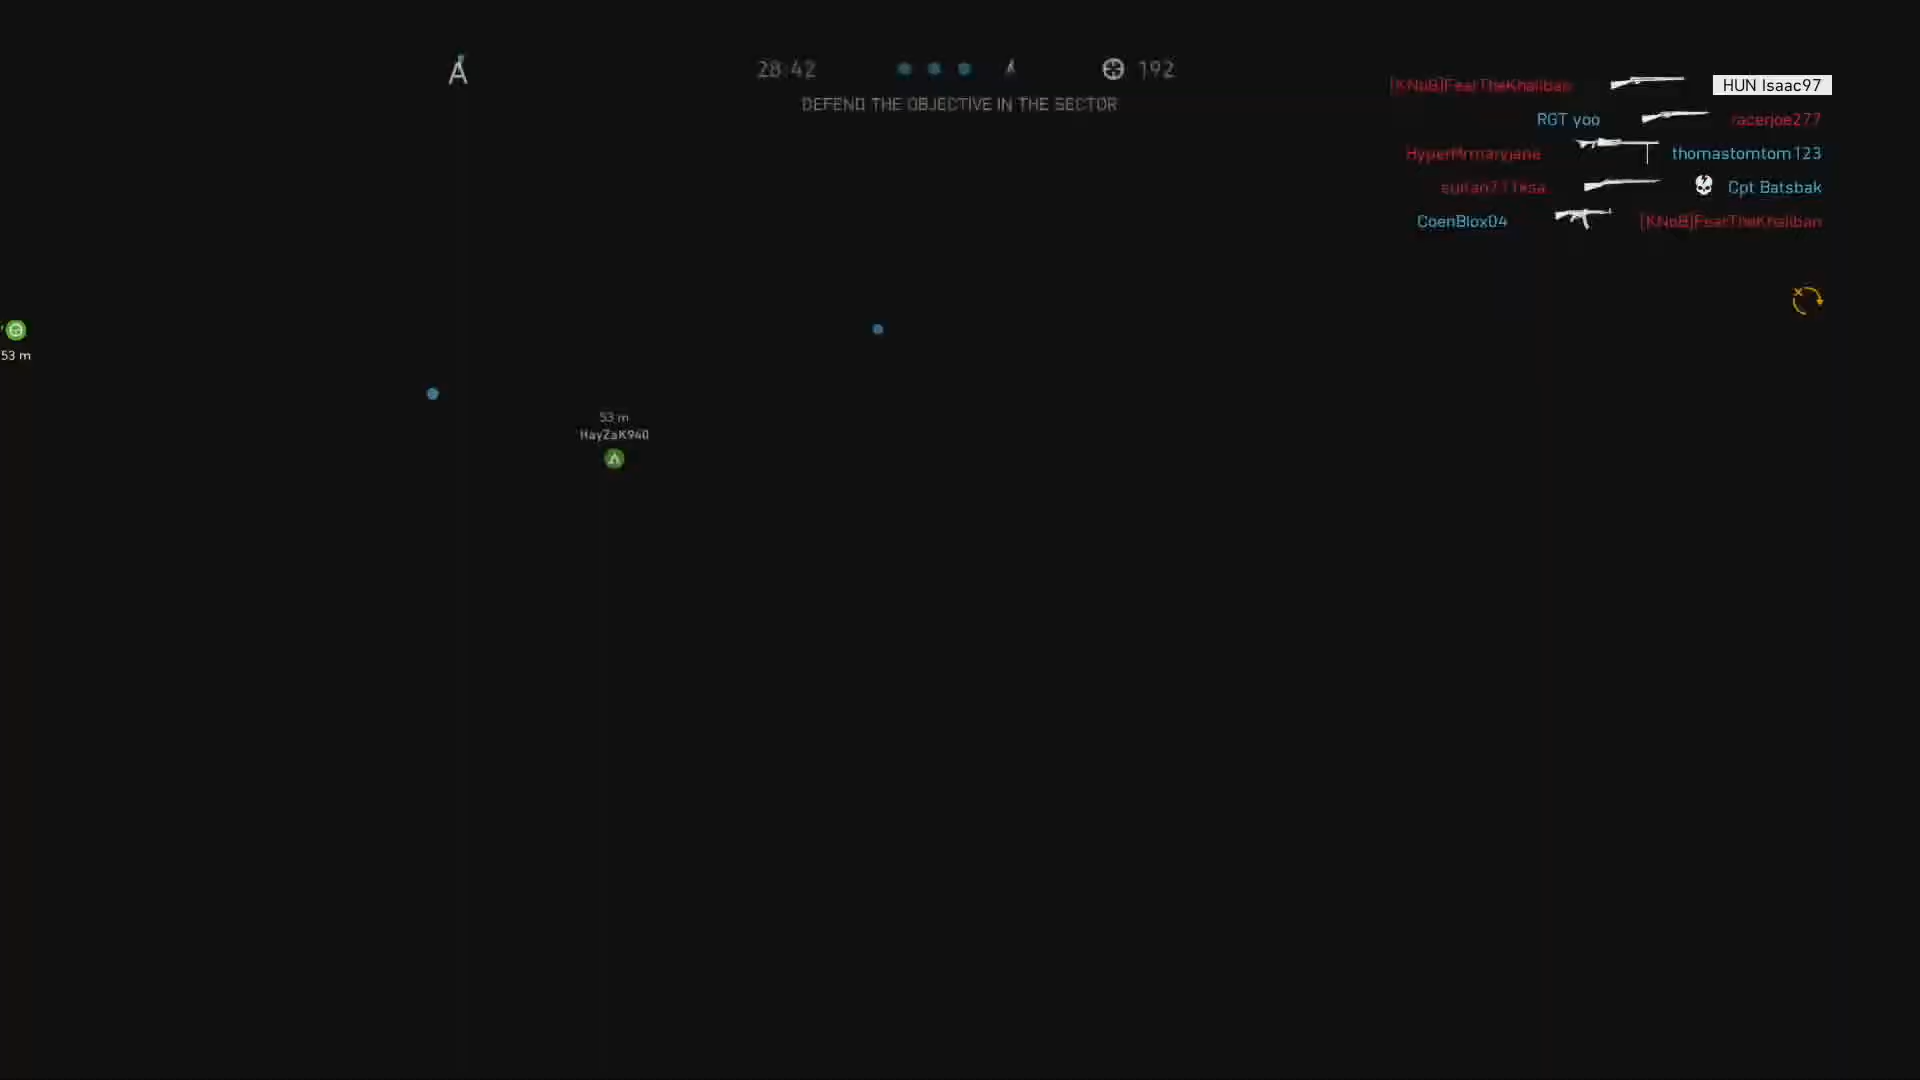 A
28:42
192
DEFEND THE OBJECTIVE IN THE SECTOR
[KNoB]FearTheKhaliban HUN Isaac97
RGT yoo racerjoe277
HyperMrmaryjane thomastomtom123
Cpt Batsbak
CoenBlox04 [KNoB]FearTheKhaliban
53 m
53 m
HayZaK940